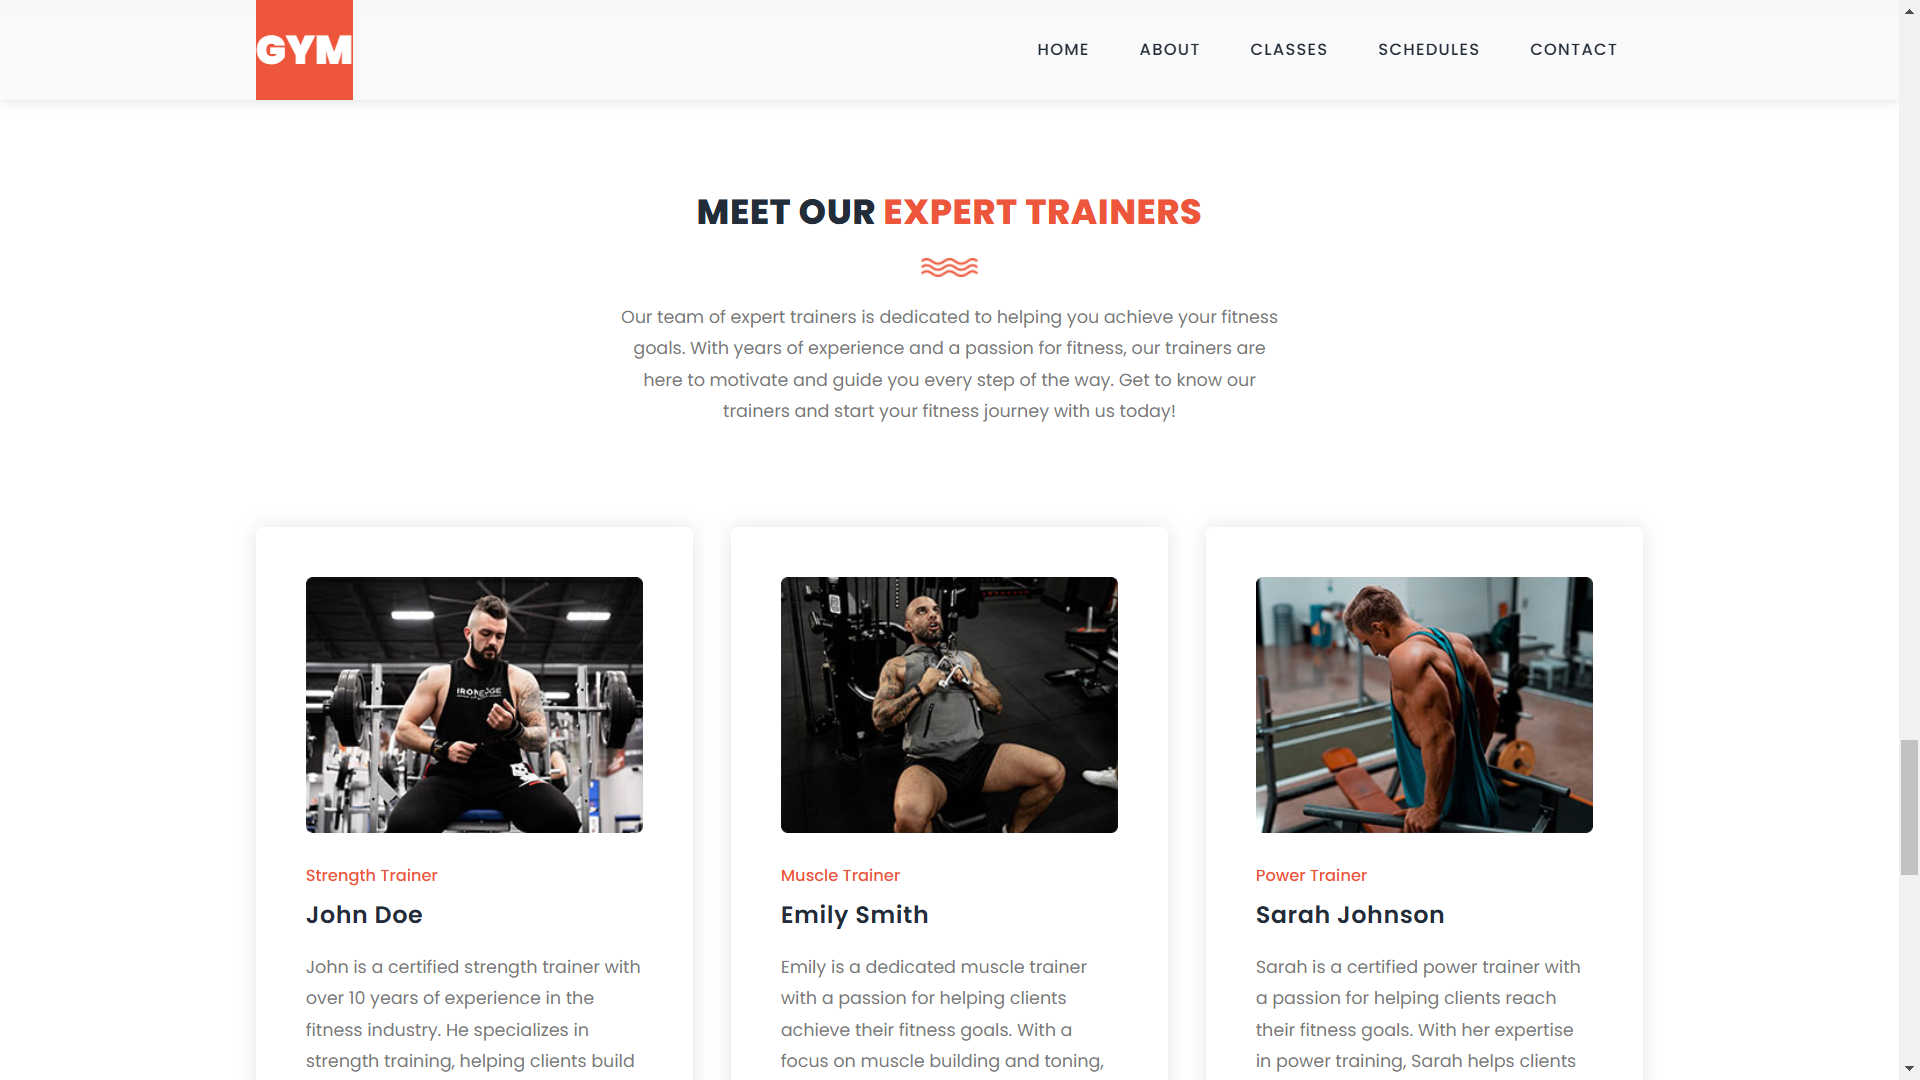 GYM
HOME
ABOUT
CLASSES
SCHEDULES
CONTACT
MEET OUR EXPERT TRAINERS
Our team of expert trainers is dedicated to helping you achieve your fitness
goals. With years of experience and a passion for fitness, our trainers are
here to motivate and guide you every step of the way. Get to know our
trainers and start your fitness journey with us today!
IRON EDGE
Strength Trainer
John Doe
John is a certified strength trainer with
over 10 years of experience in the
fitness industry. He specializes in
strength training, helping clients build
Muscle Trainer
Emily Smith
Emily is a dedicated muscle trainer
with a passion for helping clients
achieve their fitness goals. With a
focus on muscle building and toning,
Power Trainer
Sarah Johnson
Sarah is a certified power trainer with
a passion for helping clients reach
their fitness goals. With her expertise
in power training, Sarah helps clients